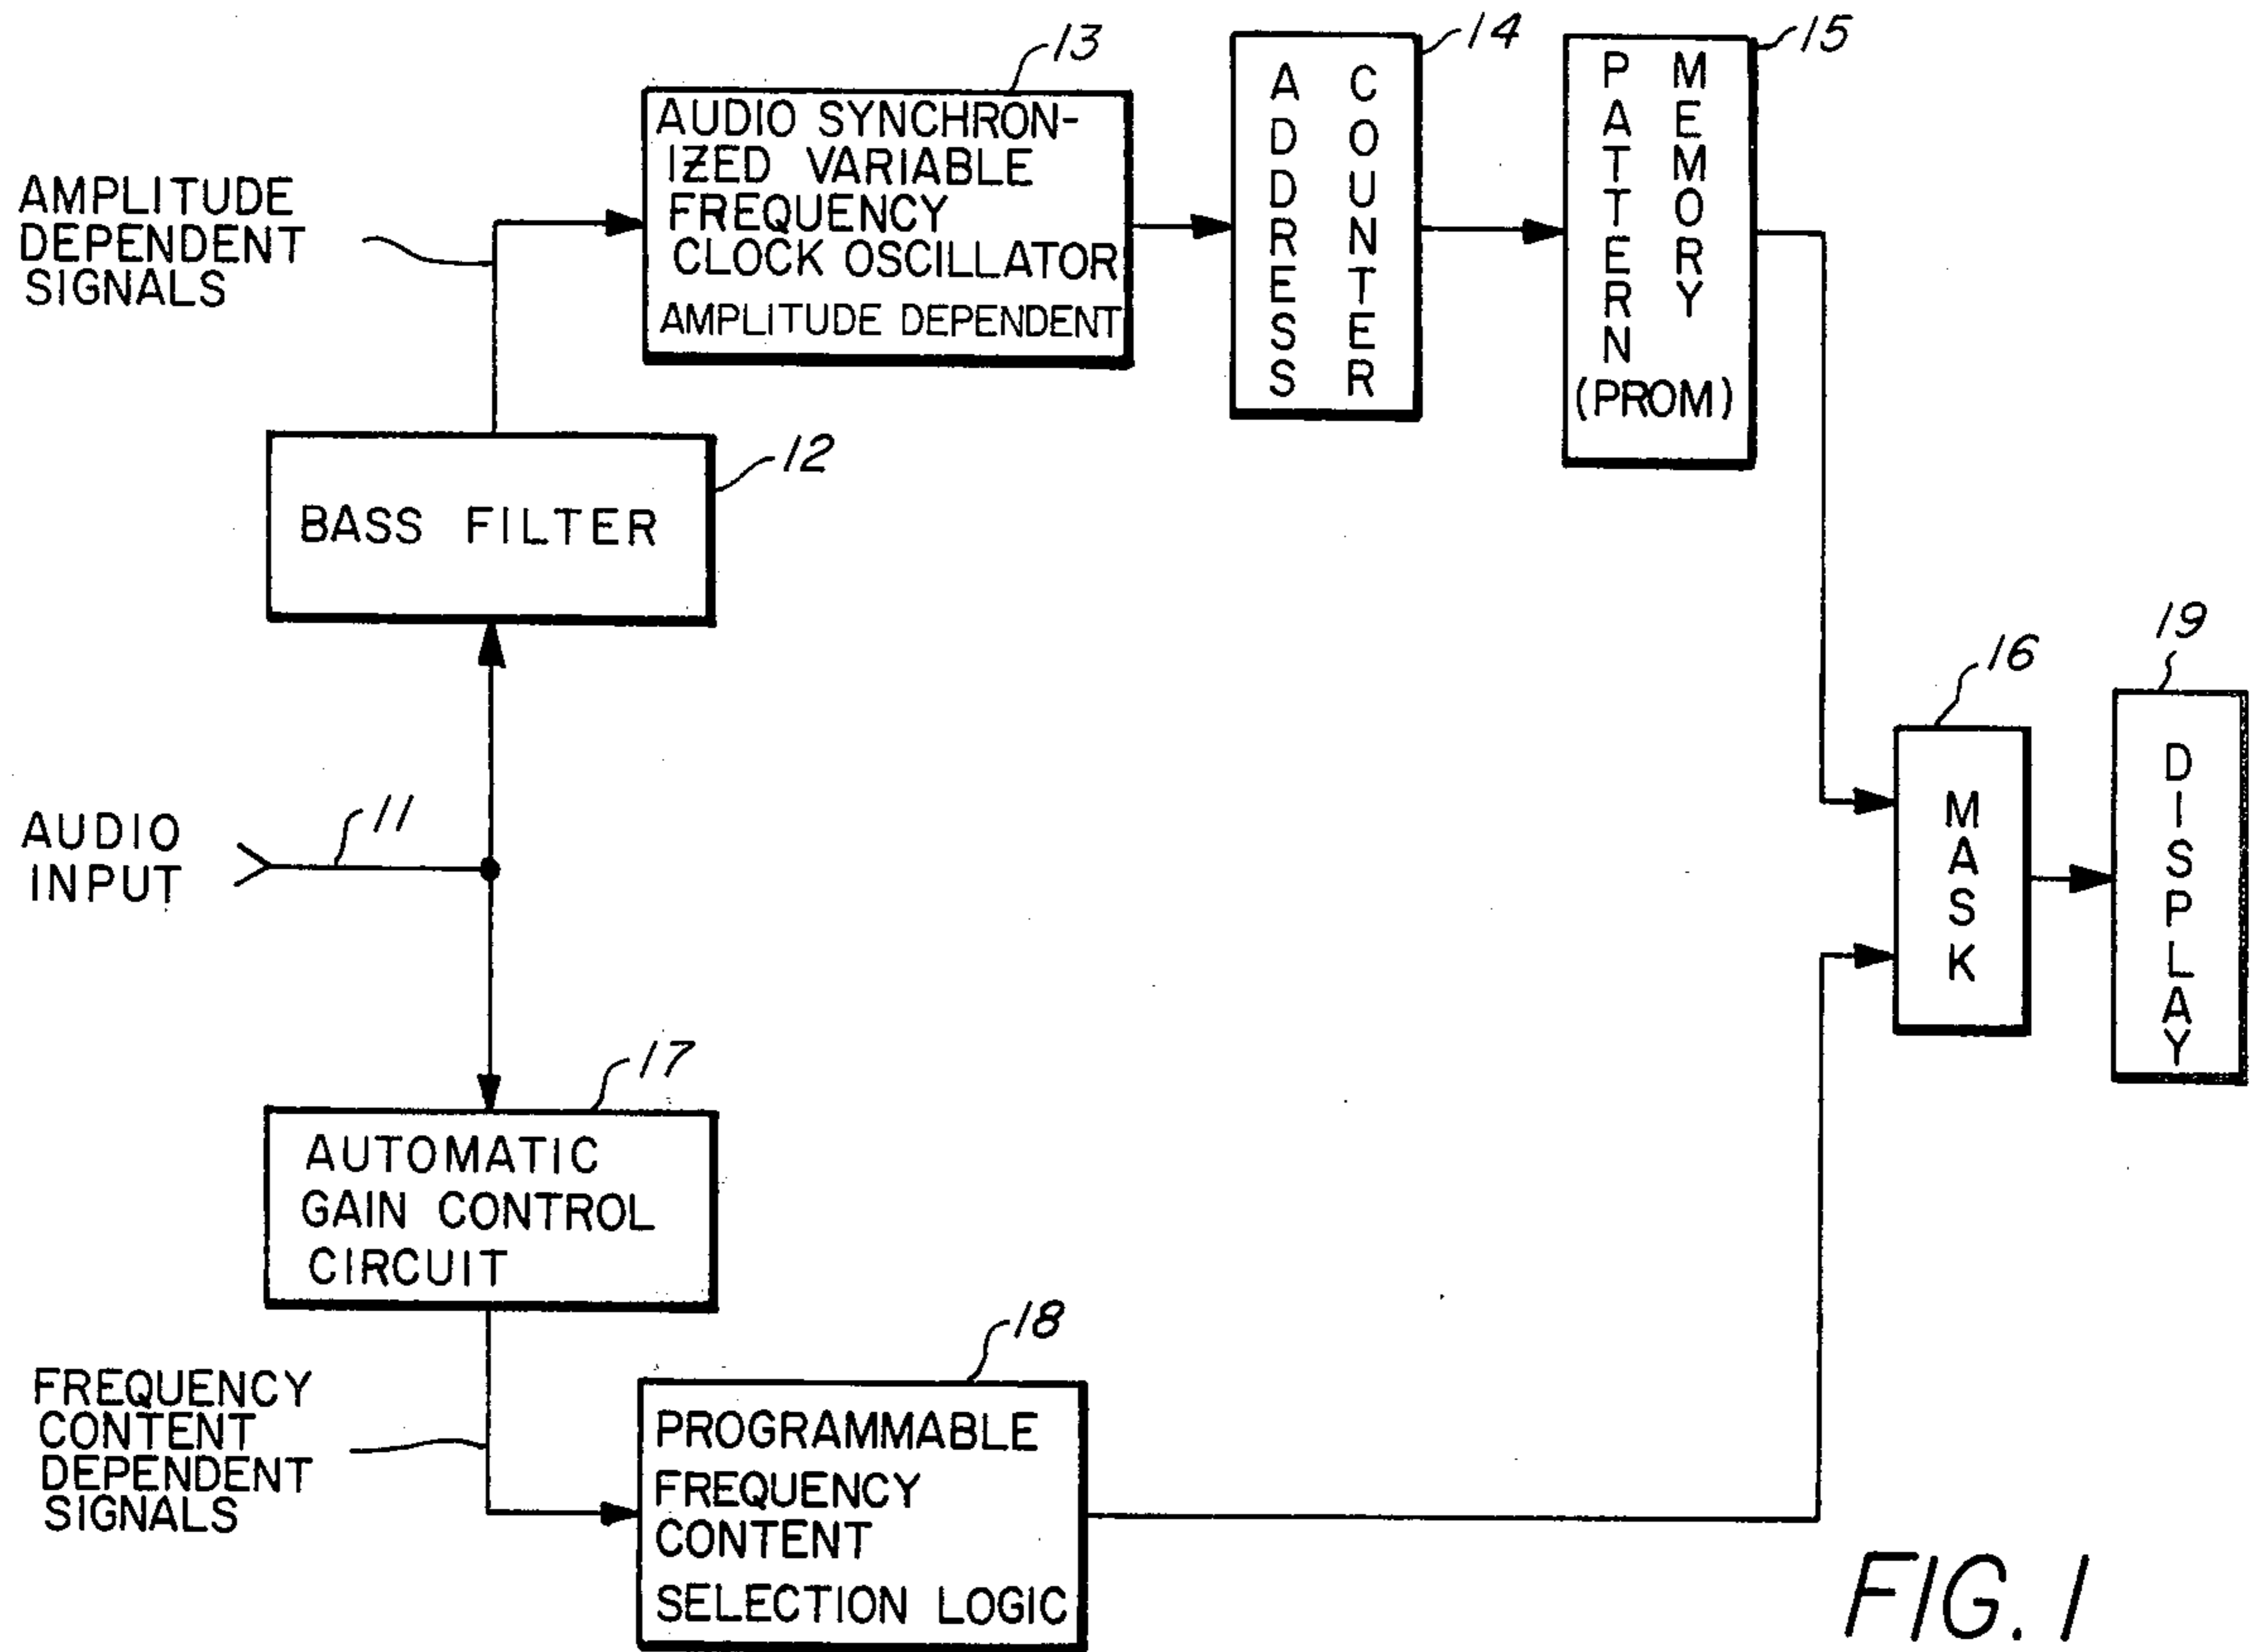 13
AUDIO SYNCHRON-
IZED VARIABLE
FREQUENCY
CLOCK OSCILLATOR
AMPLITUDE DEPENDENT
14
ADDRESS
COUNTER
15
PATTERN
MEMORY
(PROM)
AMPLITUDE
DEPENDENT
SIGNALS
12
BASS FILTER
AUDIO
INPUT
11
16
MASK
19
DISPLAY
17
AUTOMATIC
GAIN CONTROL
CIRCUIT
FREQUENCY
CONTENT
DEPENDENT
SIGNALS
18
PROGRAMMABLE
FREQUENCY
CONTENT
SELECTION LOGIC
FIG. 1